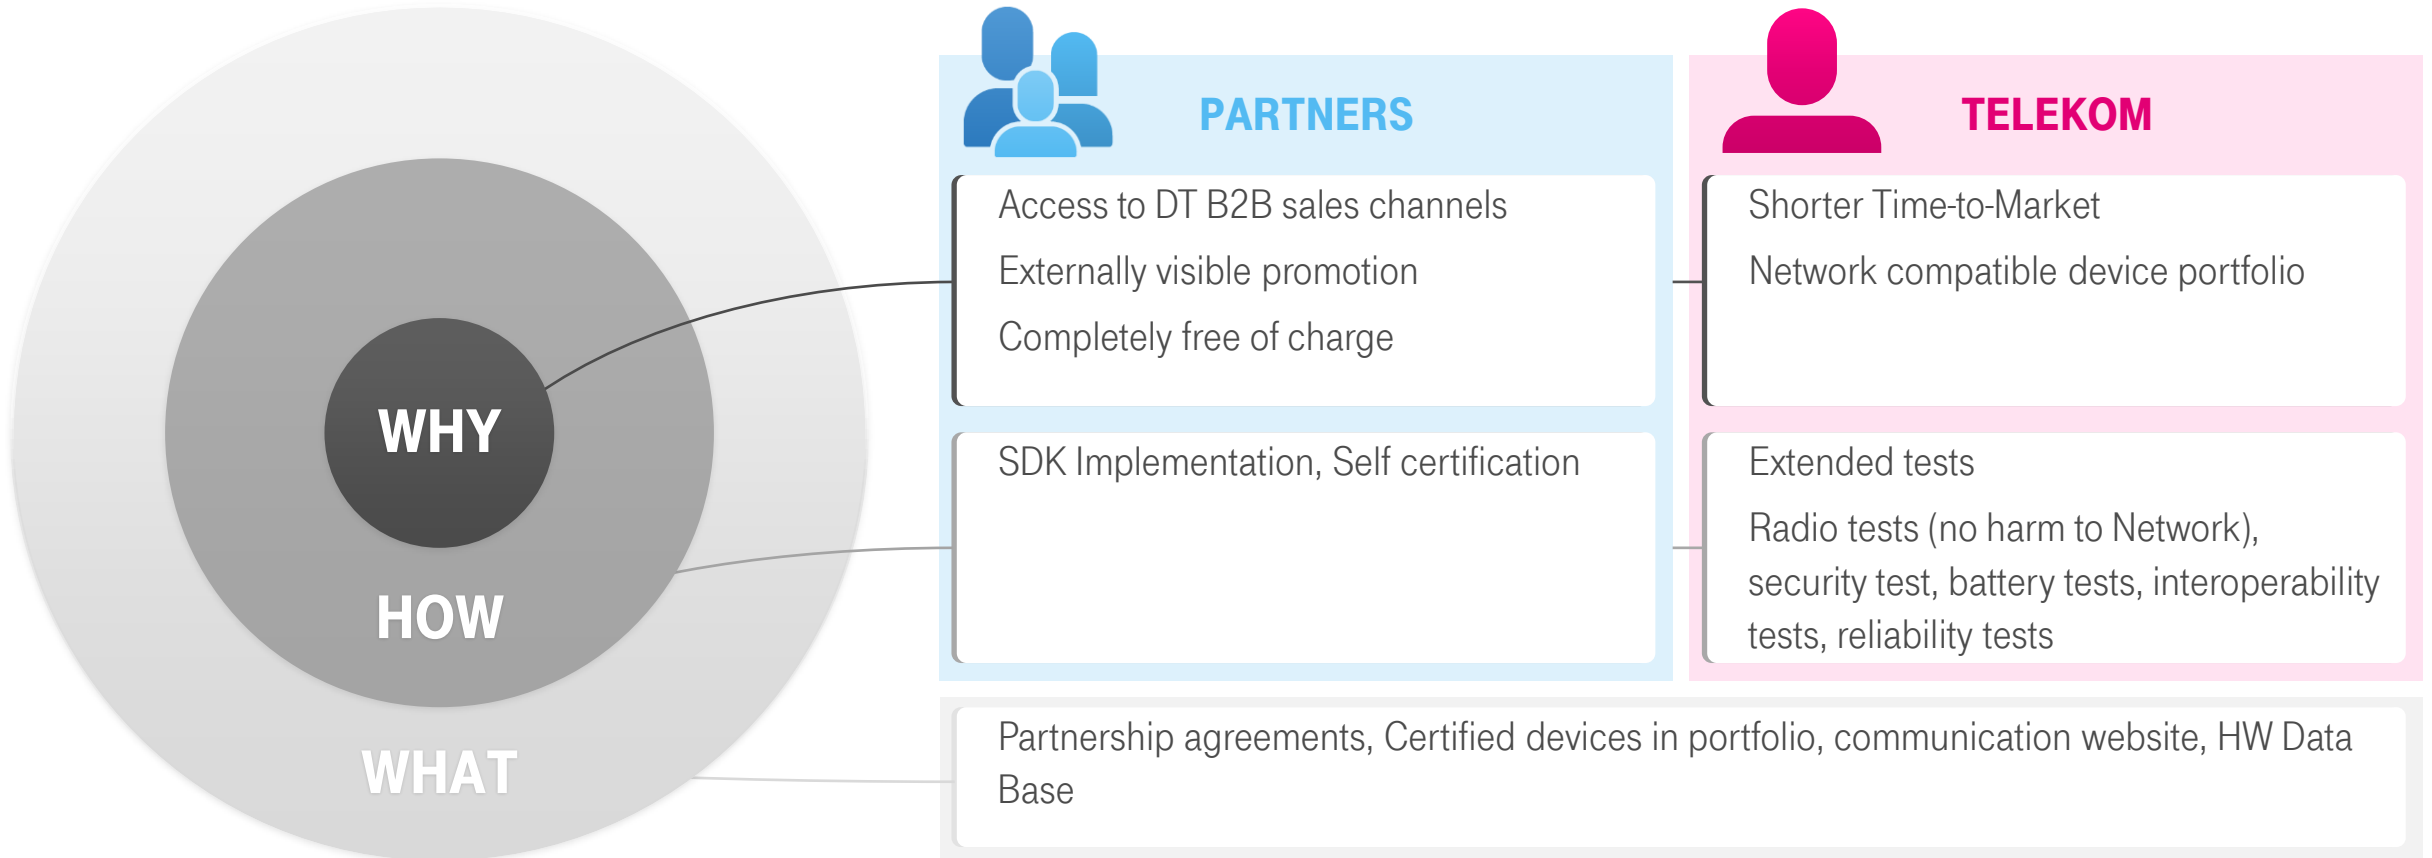 WHY
HOW
WHAT
PARTNERS
Access to DT B2B sales channels
Externally visible promotion
Completely free of charge
SDK Implementation, Self certification
TELEKOM
Shorter Time-to-Market
Network compatible device portfolio
Extended tests
Radio tests (no harm to Network),
security test, battery tests, interoperability
tests, reliability tests
Partnership agreements, Certified devices in portfolio, communication website, HW Data
Base